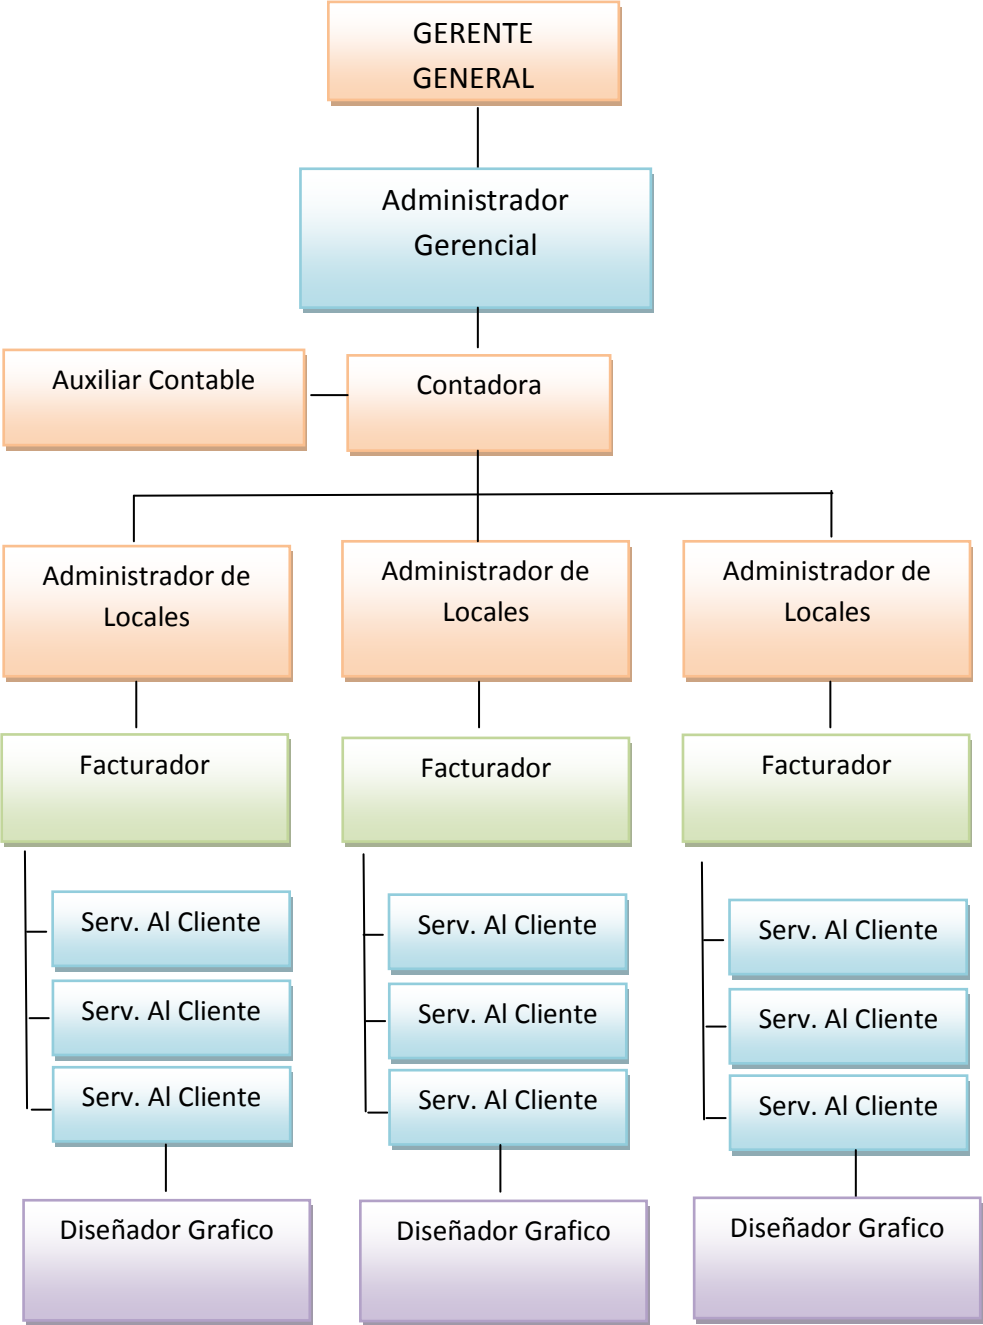 GERENTE
GENERAL
Administrador
Gerencial
Auxiliar Contable
Contadora
Administrador de
Locales
Administrador de
Locales
Administrador de
Locales
Facturador
Facturador
Facturador
Serv. Al Cliente
Serv. Al Cliente
Serv. Al Cliente
Serv. Al Cliente
Serv. Al Cliente
Serv. Al Cliente
Serv. Al Cliente
Serv. Al Cliente
Serv. Al Cliente
Diseñador Grafico
Diseñador Grafico
Diseñador Grafico